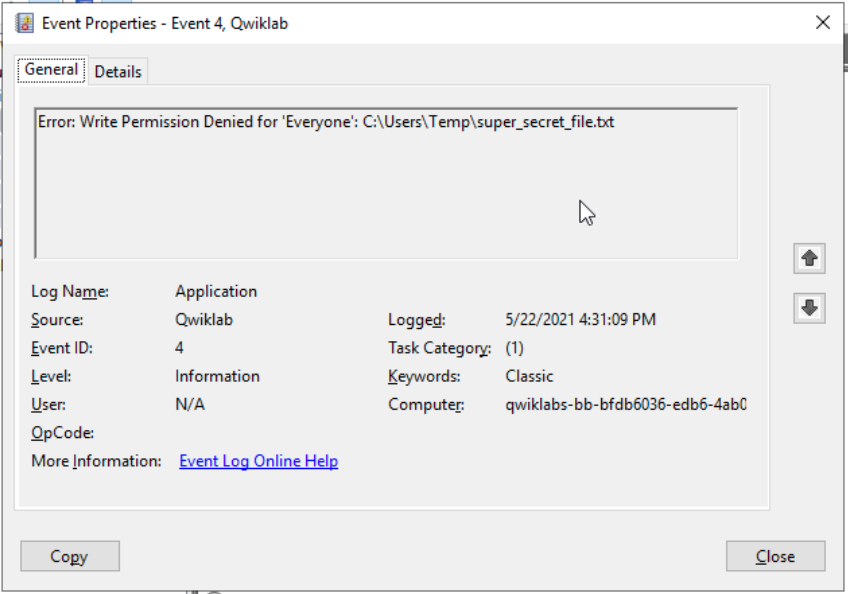 Event Properties - Event 4, Qwiklab
General Details
Error: Write Permission Denied for 'Everyone': C:\Users\Temp\super_secret_file.txt
Log Name: Application
Source: Qwiklab Logged: 5/22/2021 4:31:09 PM
Event ID: 4 Task Category: (1)
Level: Information Keywords: Classic
User: N/A Computer: qwiklabs-bb-bfdb6036-edb6-4ab0
OpCode:
More Information: Event Log Online Help
Copy Close